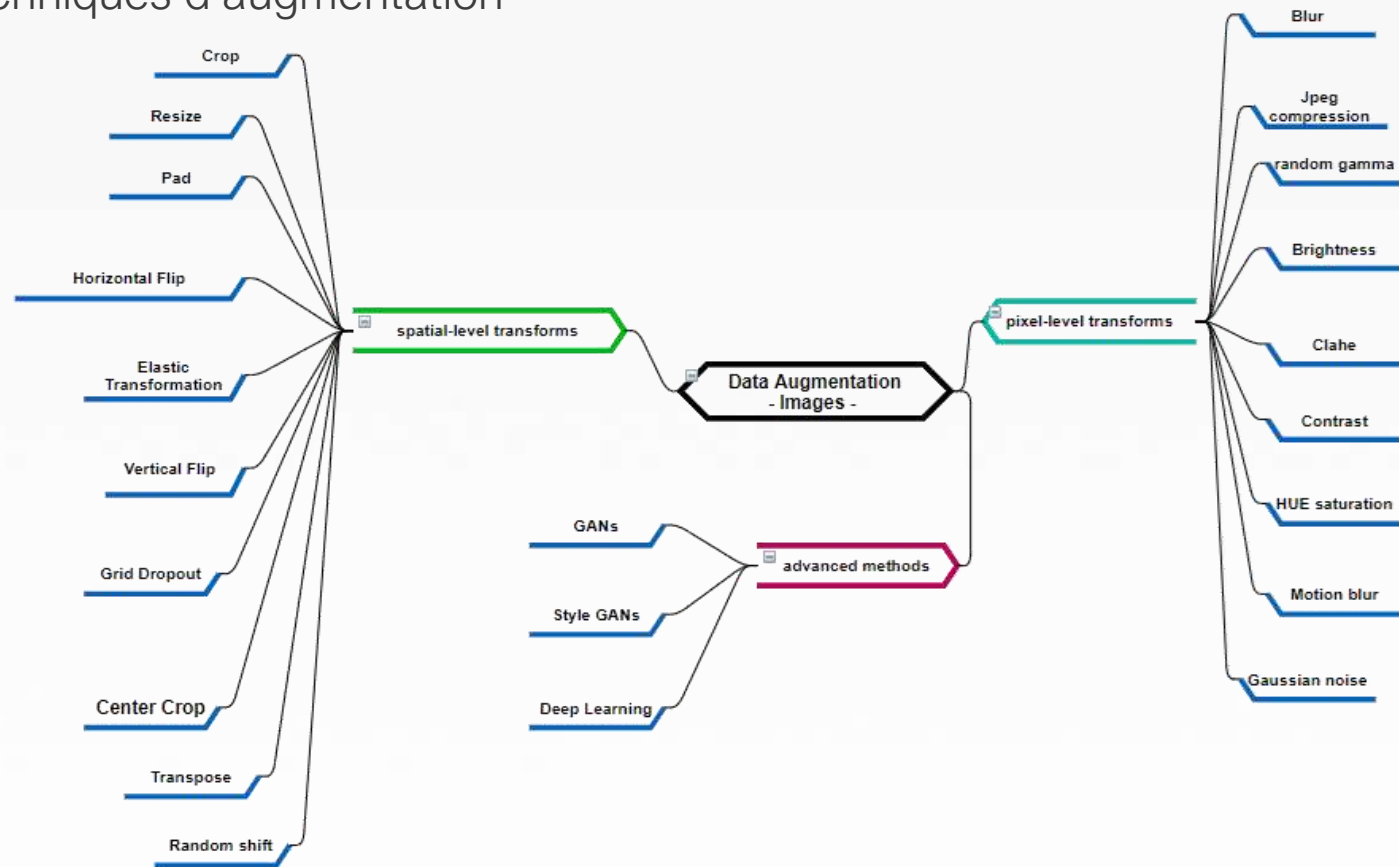 d'augmentation
Crop
Resize
Pad
Horizontal Flip
Elastic
Transformation
Vertical Flip
Grid Dropout
Center Crop
Transpose
Random shift
spatial-level transforms
Data Augmentation
- Images -
GANs
Style GANs
Deep Learning
advanced methods
pixel-level transforms
Blur
Jpeg
compression
random gamma
Brightness
Clahe
Contrast
HUE saturation
Motion blur
Gaussian noise